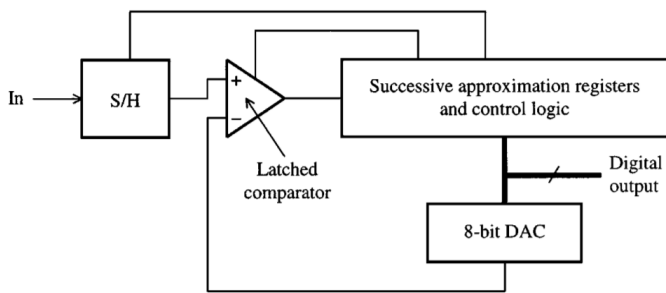 Successive approximation registers
and control logic
In
S/H
+
−
Latched
comparator
Digital
output
8-bit DAC